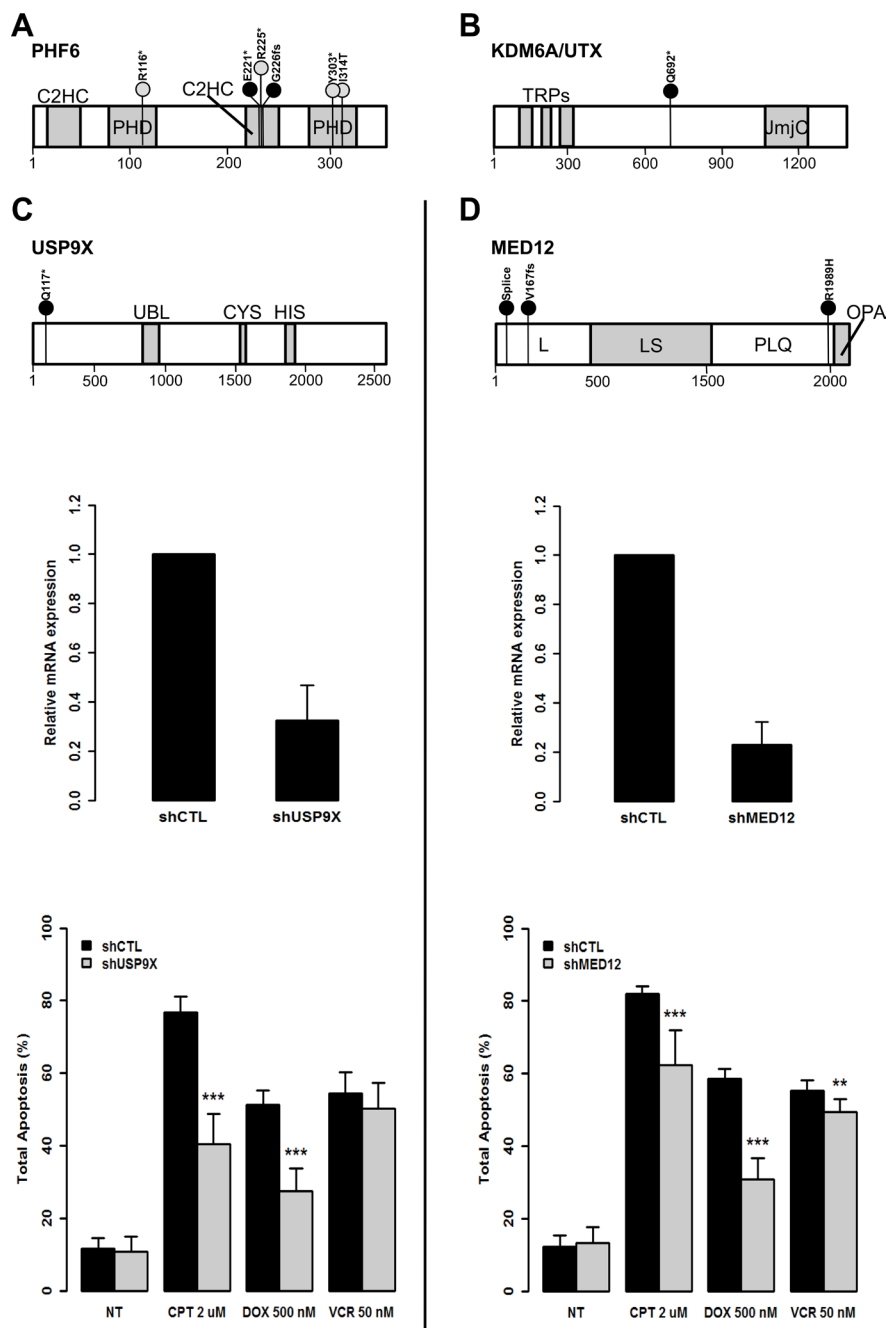 A
PHF6
R116*
E221*
R225*
G226fs
Y303*
I314T
C2HC
C2HC
PHD
PHD
1
100
200
300
B
KDM6A/UTX
Q692*
TRPs
JmjC
1
300
600
900
1200
C
USP9X
Q117*
UBL
CYS
HIS
1
500
1000
1500
2000
2500
Relative mRNA expression
0.0
0.2
0.4
0.6
0.8
1.0
1.2
shCTL
shUSP9X
Total Apoptosis (%)
0
20
40
60
80
100
shCTL
shUSP9X
***
***
NT
CPT 2 uM
DOX 500 nM
VCR 50 nM
D
MED12
Splice
V167fs
R1989H
OPA
L
LS
PLQ
1
500
1500
2000
Relative mRNA expression
0.0
0.2
0.4
0.6
0.8
1.0
1.2
shCTL
shMED12
Total Apoptosis (%)
0
20
40
60
80
100
shCTL
shMED12
***
***
**
NT
CPT 2 uM
DOX 500 nM
VCR 50 nM